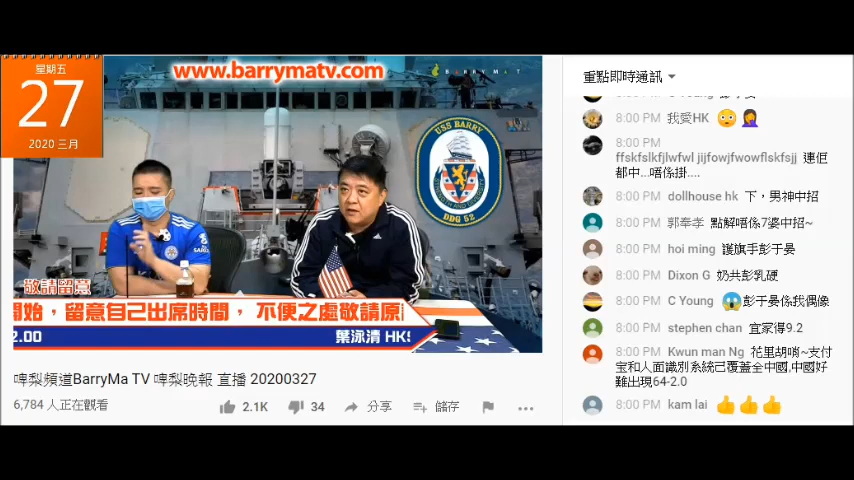 星期五
27
2020 三月
www.barrymatv.com
BARRYMAT
USS BARRY
DDG 52
敬請留意
開始，留意自己出席時間， 不便之處敬請原
2.00
葉泳清 HK$
啤梨頻道BarryMa TV 啤梨晚報 直播 20200327
6,784 人正在觀看
2.1K
34
分享
儲存
重點即時通訊
8:00 PM 我愛HK 😳 🤦
8:00 PM
ffskfslkfjlwfwl jijfowjfwowflskfsjj 連佢
都中...唔係掛....
8:00 PM dollhouse hk 下，男神中招
8:00 PM 郭奉孝 點解唔係7婆中招~
8:00 PM hoi ming 護旗手彭于晏
8:00 PM Dixon G 奶共彭乳硬
8:00 PM C Young 😱彭于晏係我偶像
8:00 PM stephen chan 宜家得9.2
8:00 PM Kwun man Ng 花里胡哨~支付
宝和人面識別系統己覆蓋全中國,中國好
難出現64-2.0
8:00 PM kam lai 👍👍👍